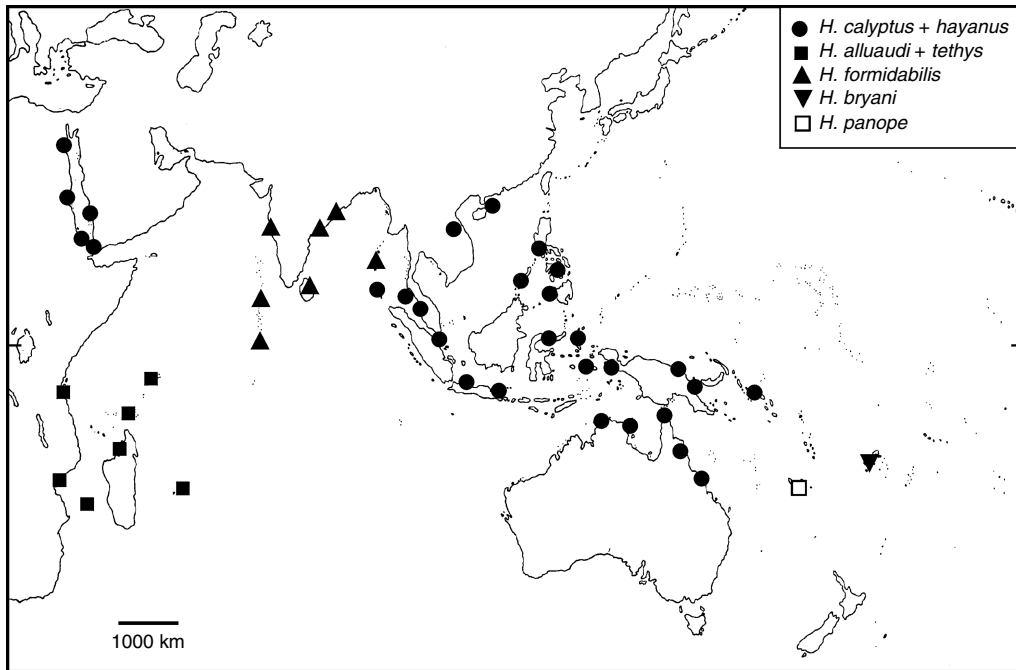 H. calyptus + hayanus
H. alluaudi + tethys
H. formidabilis
H. bryani
H. panope
1000 km